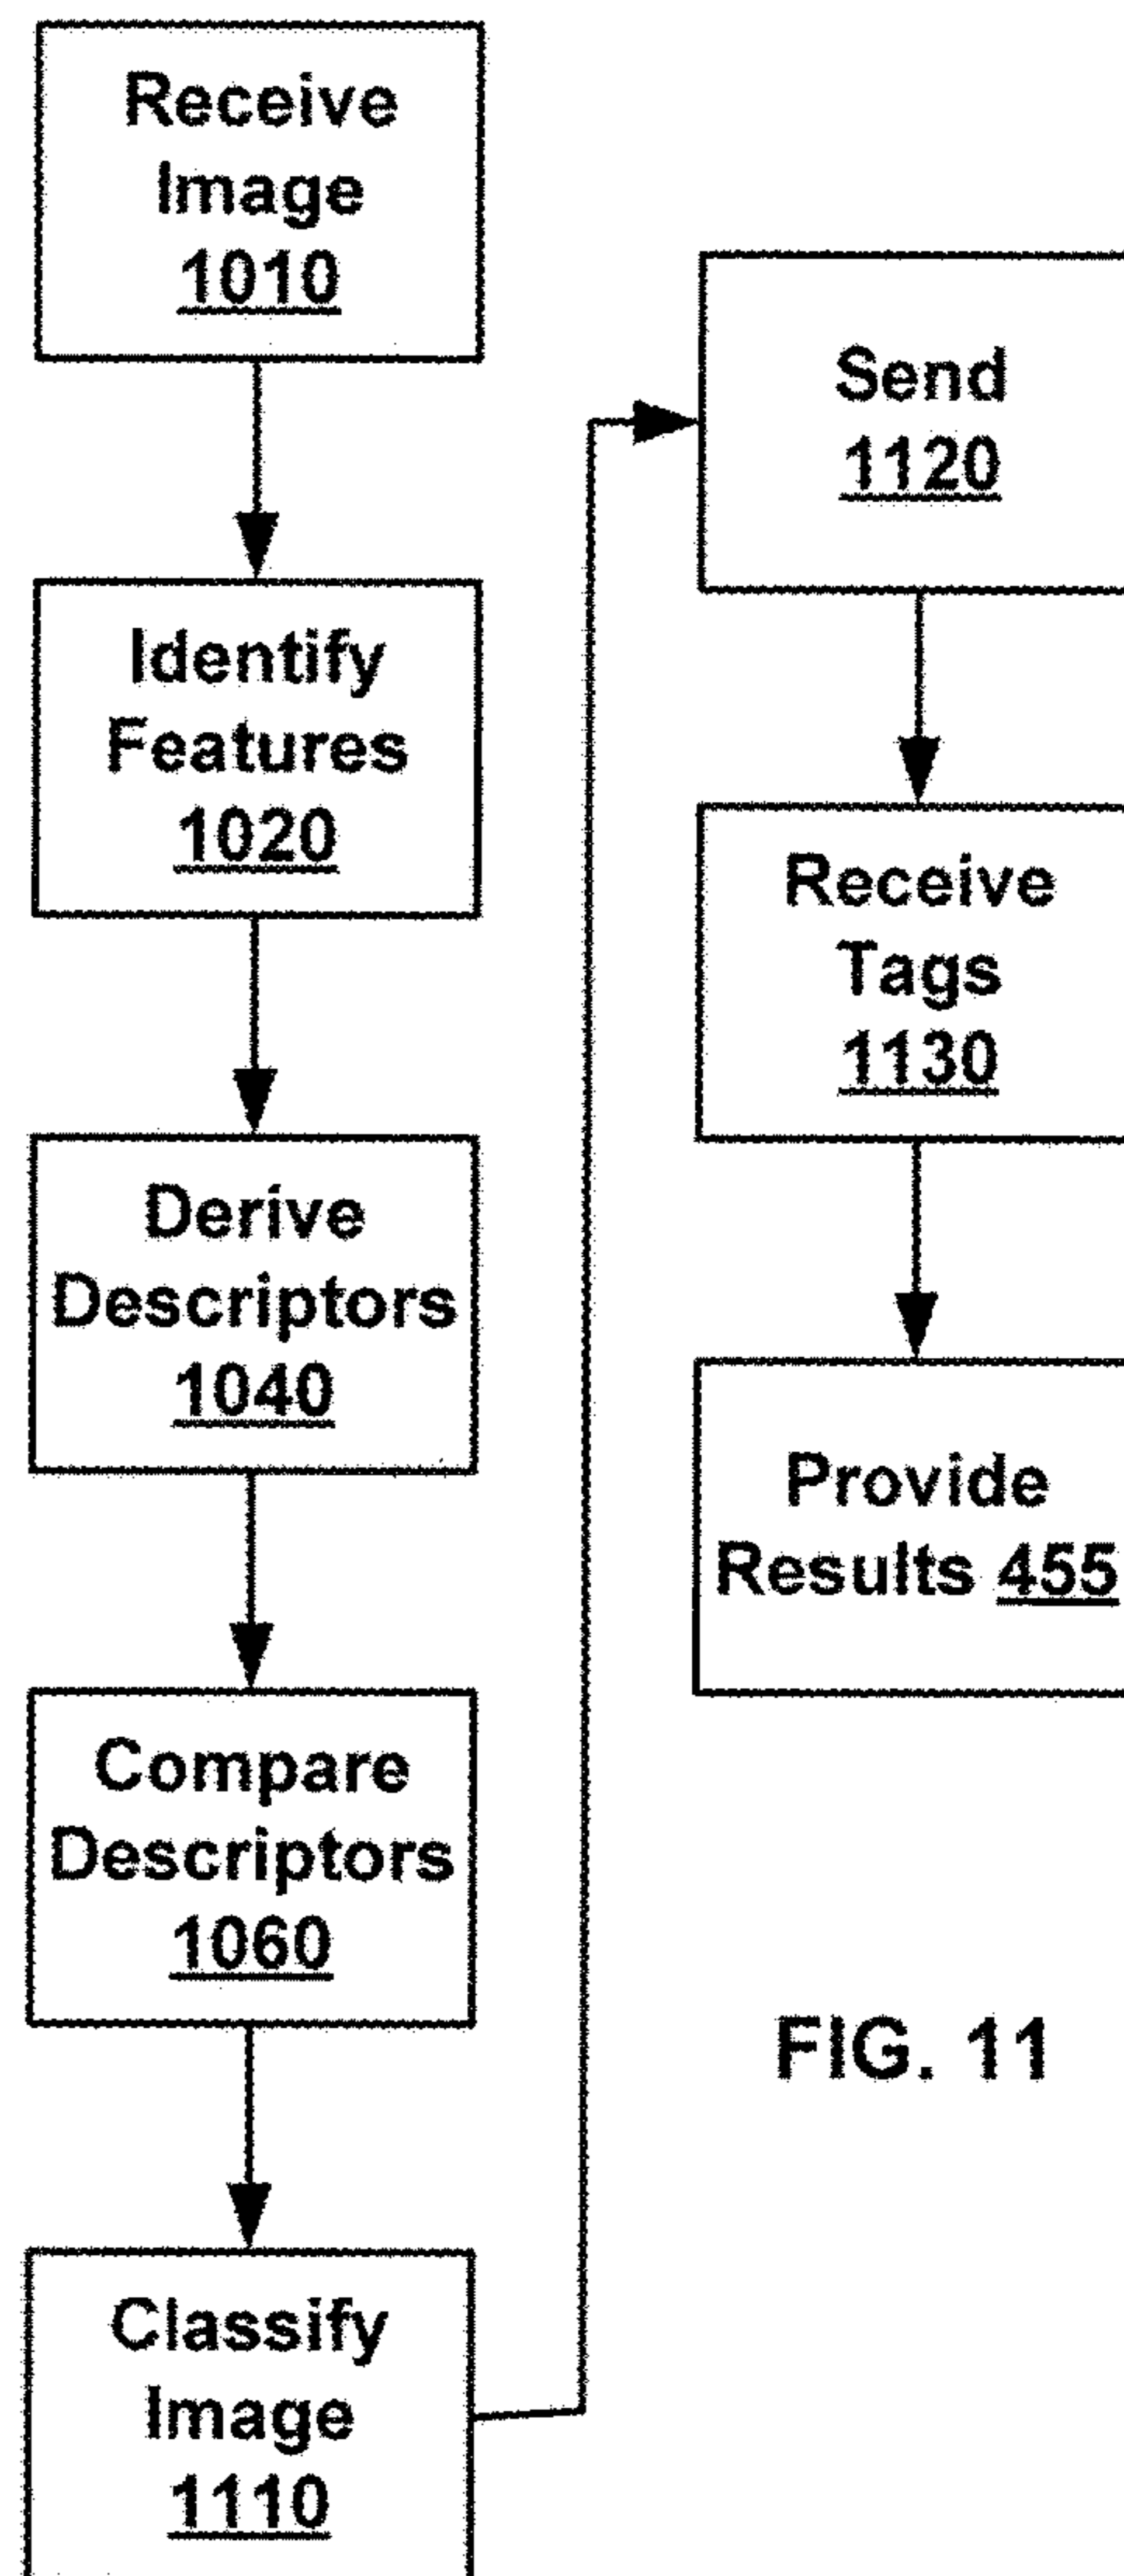 Receive
Image
1010
Identify
Features
1020
Derive
Descriptors
1040
Compare
Descriptors
1060
Classify
Image
1110
Send
1120
Receive
Tags
1130
Provide
Results 455
FIG. 11